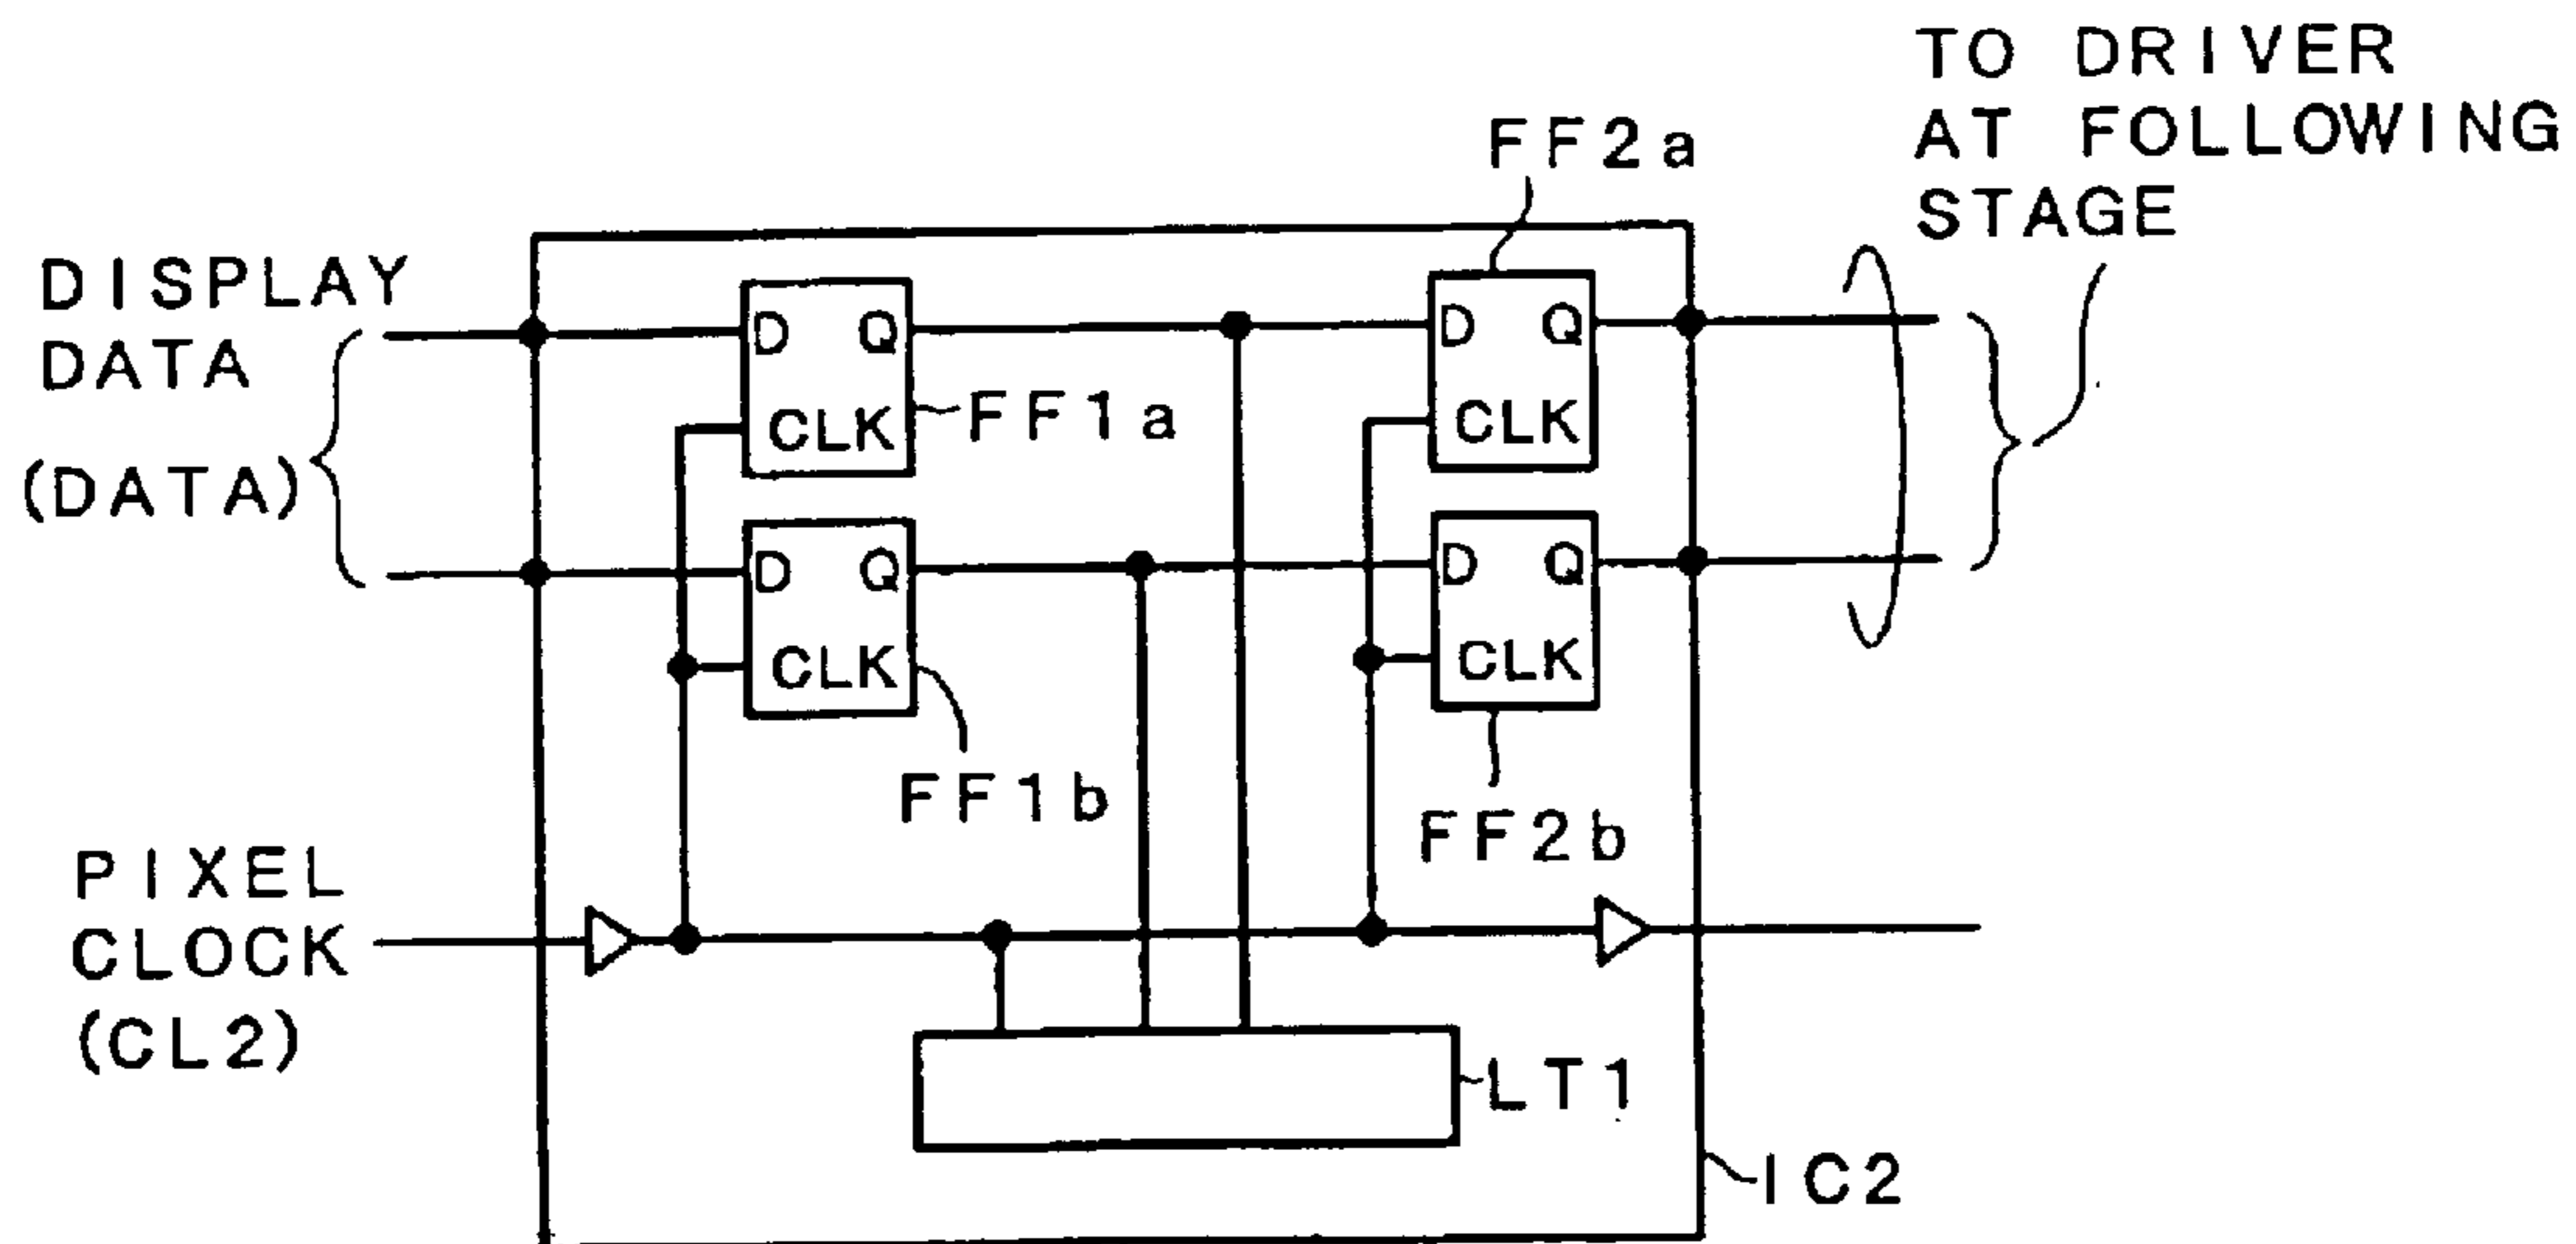 TO DRIVER
AT FOLLOWING
STAGE
FF2a
DISPLAY
DATA
(DATA)
D Q
CLK
FF1a
D Q
CLK
D Q
CLK
FF1b
D Q
CLK
FF2b
PIXEL
CLOCK
(CL2)
LT1
IC2